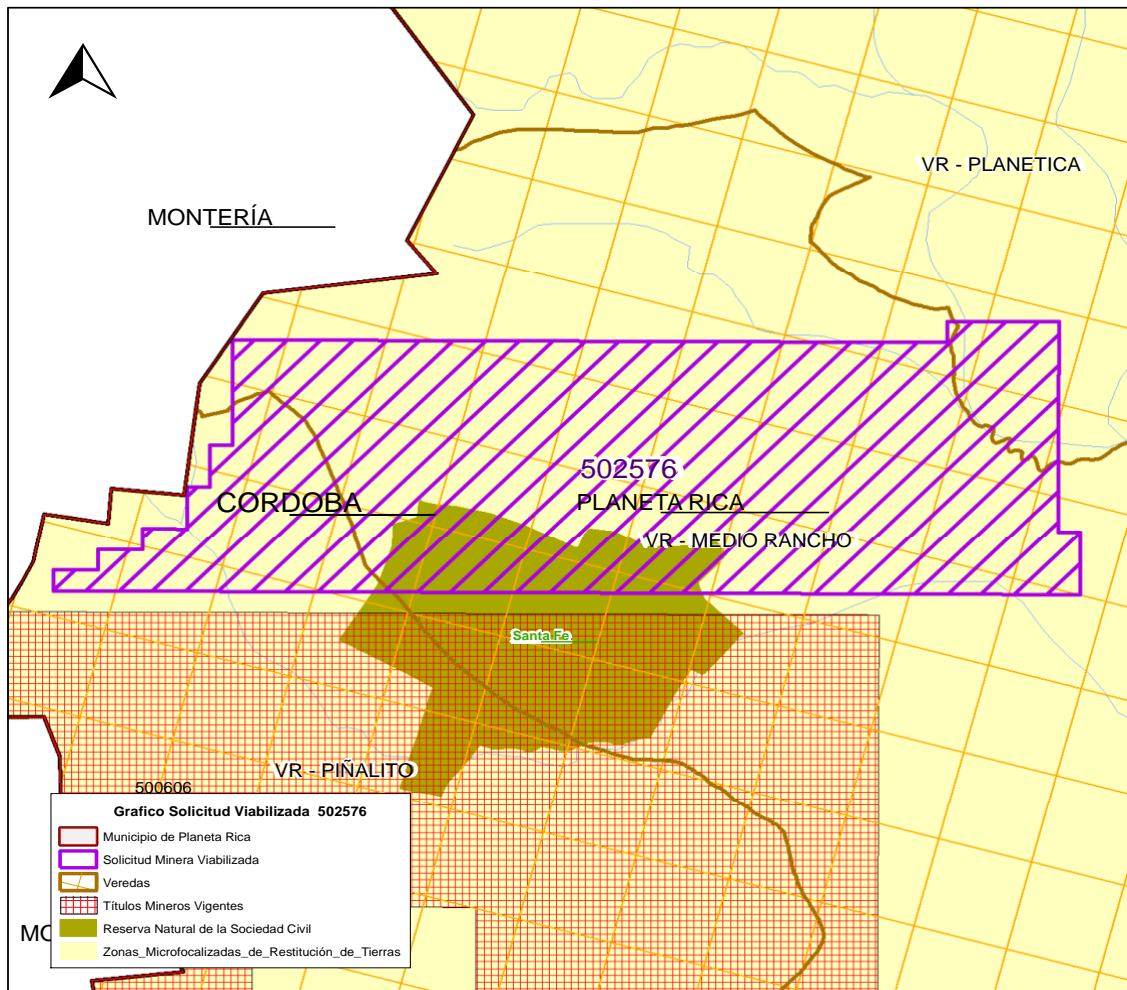 VR - PLANETICA
MONTERÍA
502576
CORDOBA
PLANETA RICA
VR - MEDIO RANCHO
Santa Fe
VR - PIÑALITO
500606
Grafico Solicitud Viabilizada 502576
Municipio de Planeta Rica
Solicitud Minera Viabilizada
Veredas
Títulos Mineros Vigentes
Reserva Natural de la Sociedad Civil
MO
Zonas_Microfocalizadas_de_Restitución_de_Tierras